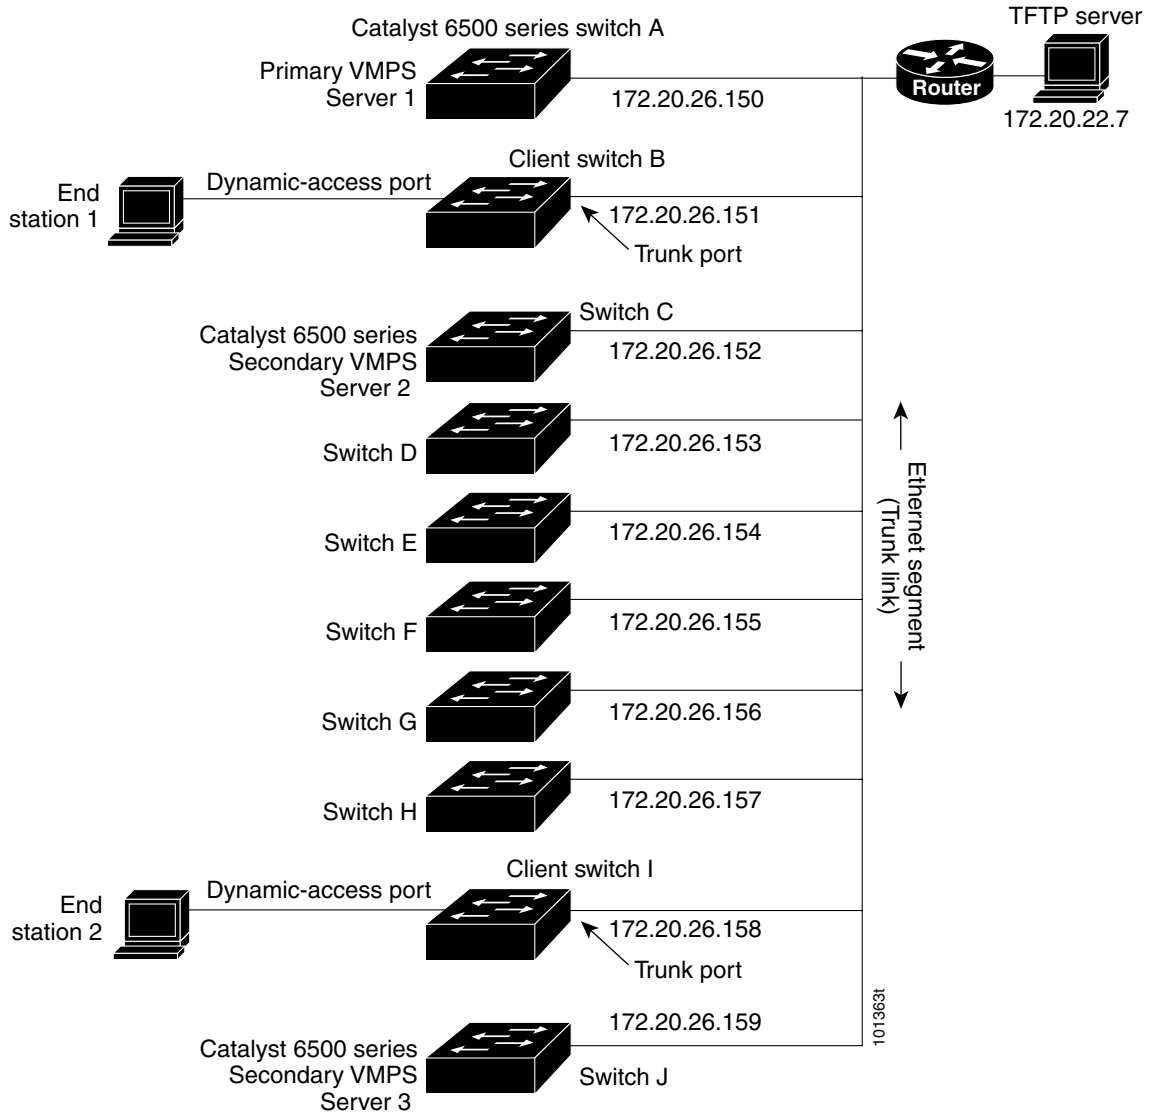 TFTP server
Catalyst 6500 series switch A
Primary VMPS
Server 1
Router
172.20.26.150
172.20.22.7
Client switch B
End
station 1
Dynamic-access port
172.20.26.151
Trunk port
Switch C
Catalyst 6500 series
Secondary VMPS
Server 2
172.20.26.152
Switch D
172.20.26.153
Ethernet segment
(Trunk link)
Switch E
172.20.26.154
Switch F
172.20.26.155
Switch G
172.20.26.156
Switch H
172.20.26.157
Client switch I
End
station 2
Dynamic-access port
172.20.26.158
Trunk port
101363t
172.20.26.159
Catalyst 6500 series
Secondary VMPS
Server 3
Switch J